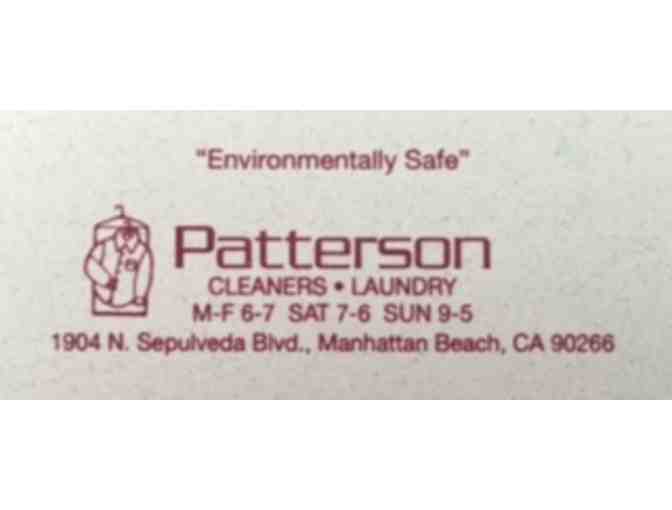 "Environmentally Safe"
Patterson
CLEANERS • LAUNDRY
M-F 6-7 SAT 7-6 SUN 9-5
1904 N. Sepulveda Blvd., Manhattan Beach, CA 90266